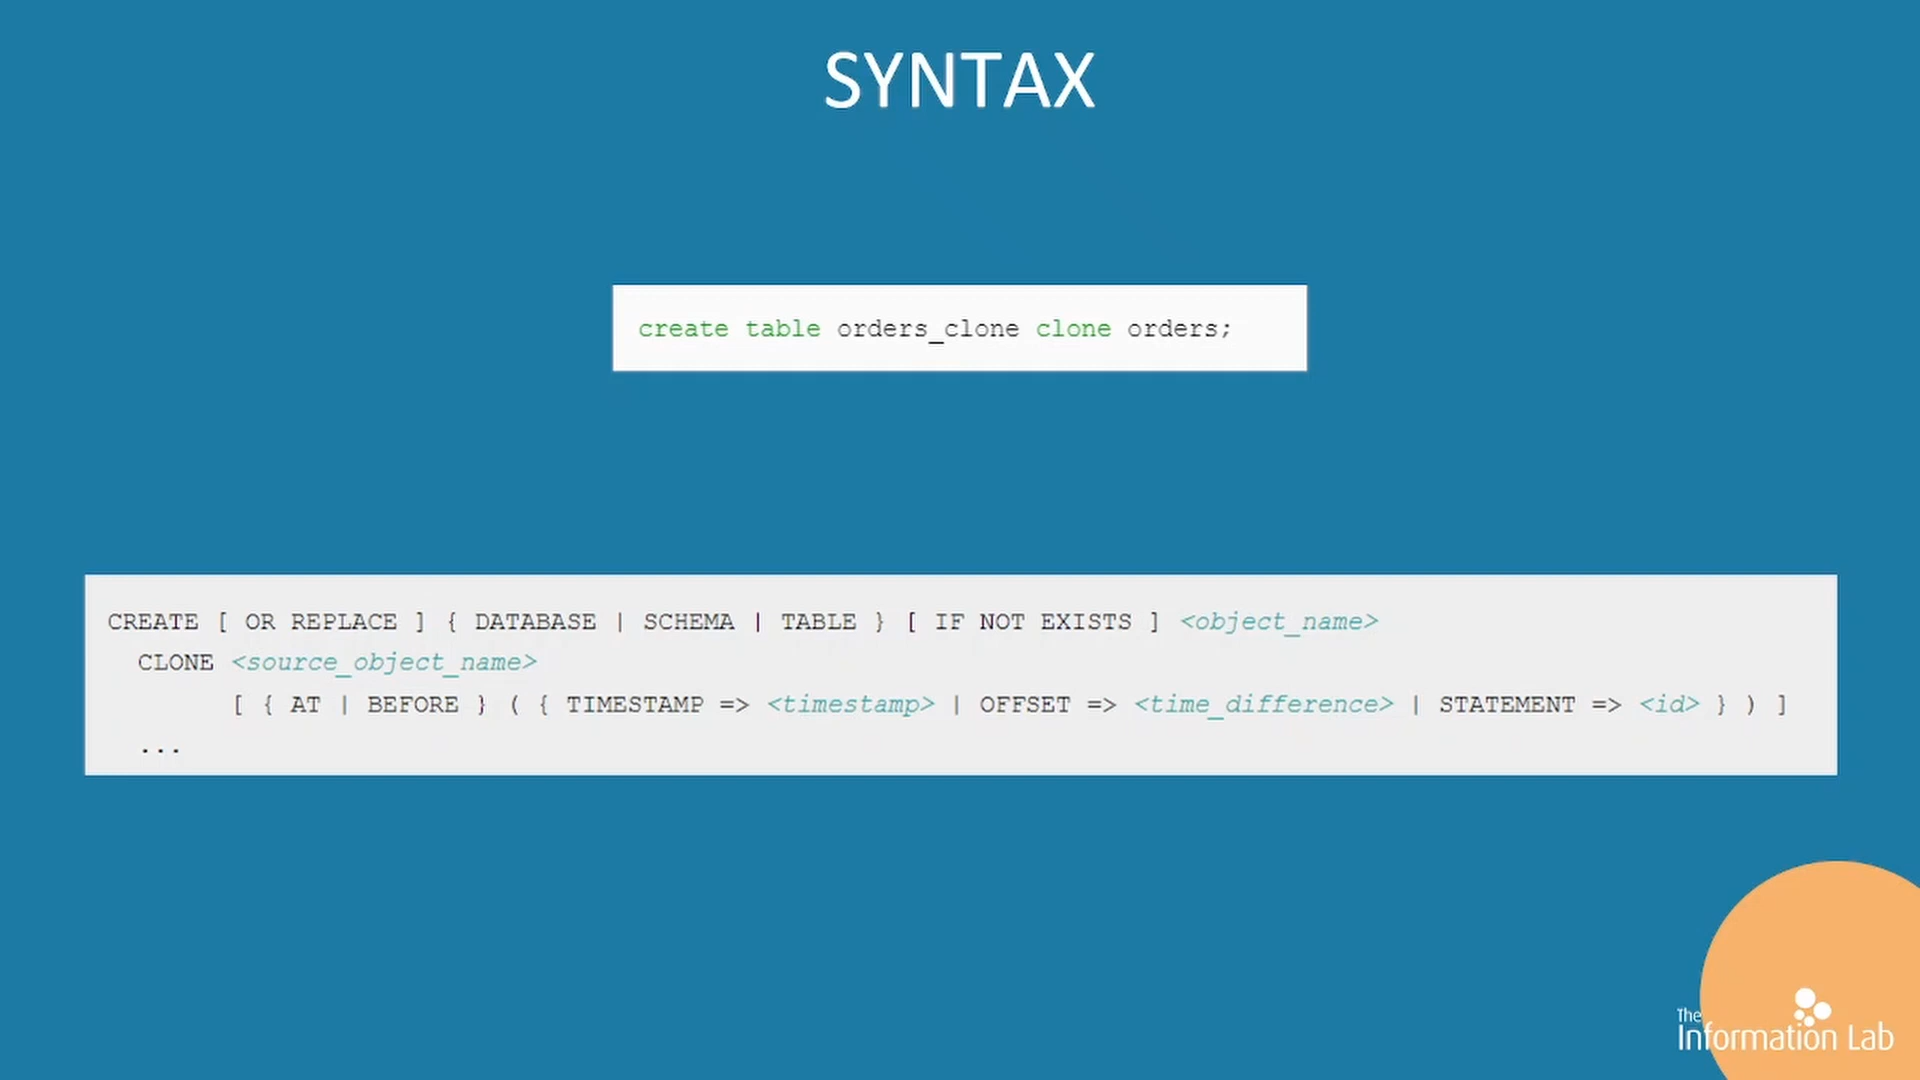 SYNTAX
create table orders_clone clone orders;
CREATE [ OR REPLACE ] { DATABASE | SCHEMA | TABLE } [ IF NOT EXISTS ] <object_name>
CLONE <source_object_name>
[ { AT | BEFORE } ( { TIMESTAMP => <timestamp> | OFFSET => <time_difference> | STATEMENT => <id> } ) ]
...
The
Information Lab